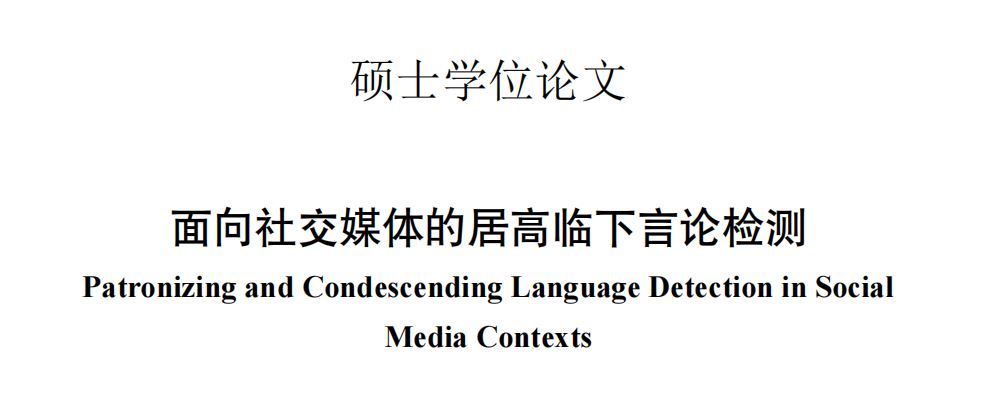 硕士学位论文
面向社交媒体的居高临下言论检测
Patronizing and Condescending Language Detection in Social
Media Contexts